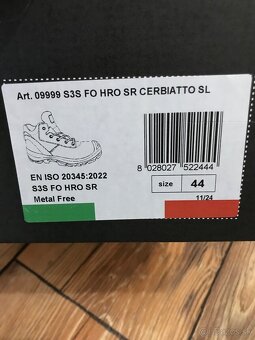 Art. 09999 S3S FO HRO SR CERBIATTO SL
8 028027 522444
EN ISO 20345:2022
S3S FO HRO SR
Metal Free
size 44
11/24